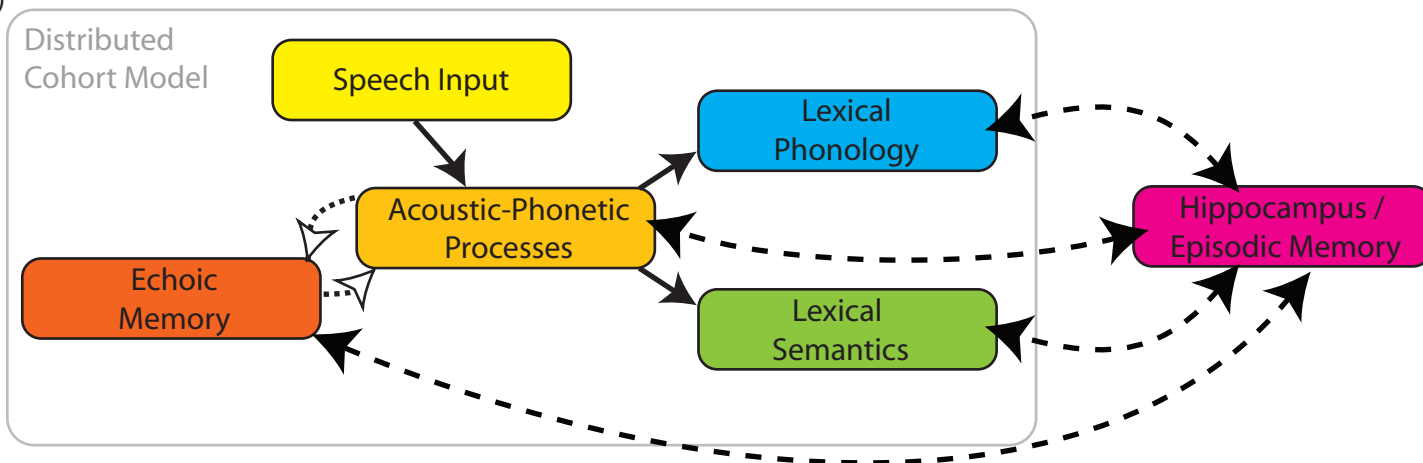 )
Distributed
Cohort Model
Speech Input
Lexical
Phonology
Acoustic-Phonetic
Processes
Hippocampus /
Episodic Memory
Echoic
Memory
Lexical
Semantics